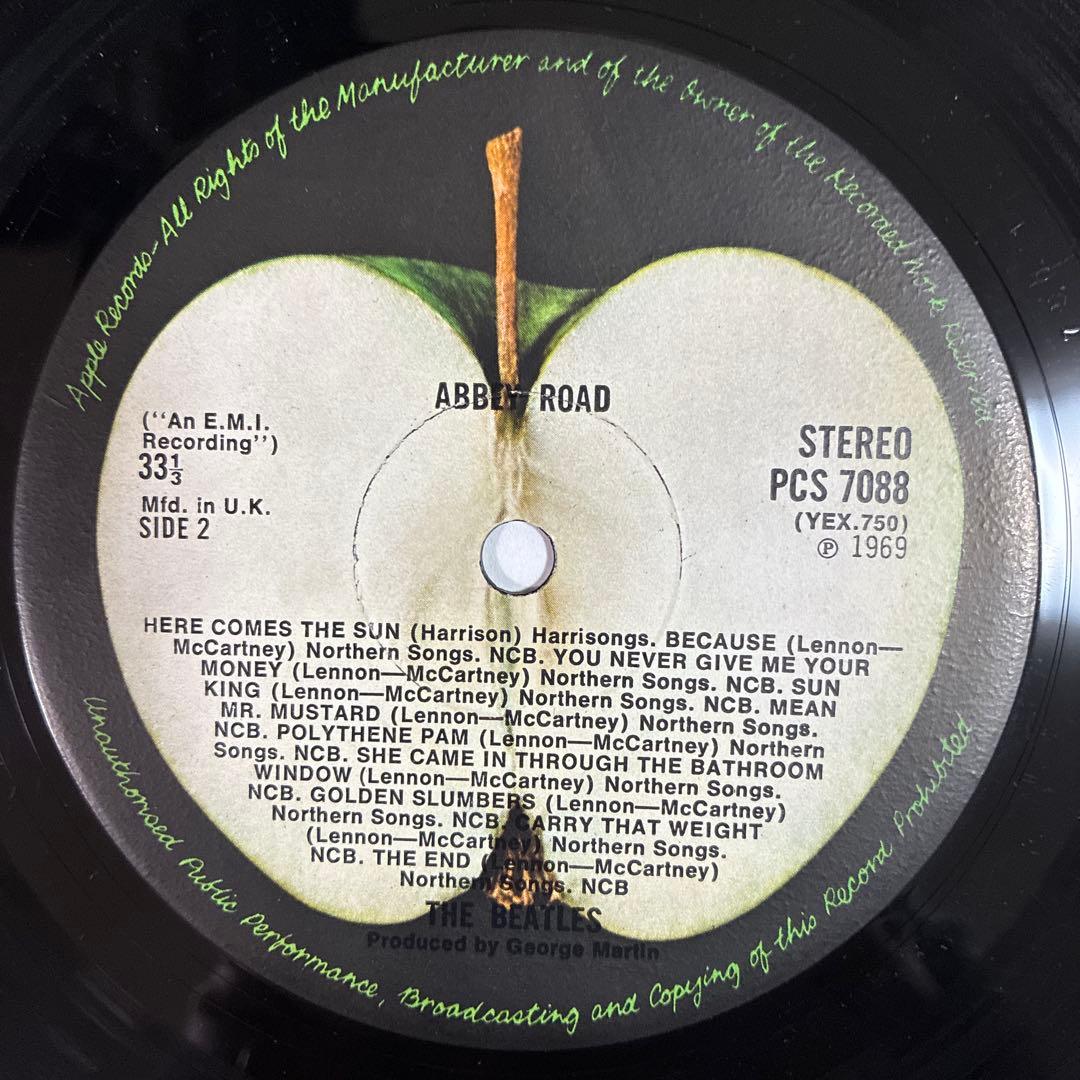 Apple Records—All Rights of the Manufacturer and of the Owner of the Recorded Work Reserved
ABBEY ROAD
(“An E.M.I.
Recording”)
33⅓
Mfd. in U.K.
SIDE 2
STEREO
PCS 7088
(YEX.750)
℗ 1969
HERE COMES THE SUN (Harrison) Harrisongs. BECAUSE (Lennon—
McCartney) Northern Songs. NCB. YOU NEVER GIVE ME YOUR
MONEY (Lennon—McCartney) Northern Songs. NCB. SUN
KING (Lennon—McCartney) Northern Songs. NCB. MEAN
MR. MUSTARD (Lennon—McCartney) Northern Songs.
NCB. POLYTHENE PAM (Lennon—McCartney) Northern
Songs. NCB. SHE CAME IN THROUGH THE BATHROOM
WINDOW (Lennon—McCartney) Northern Songs.
NCB. GOLDEN SLUMBERS (Lennon—McCartney)
Northern Songs. NCB. CARRY THAT WEIGHT
(Lennon—McCartney) Northern Songs.
NCB. THE END (Lennon—McCartney)
Northern Songs. NCB
THE BEATLES
Produced by George Martin
Unauthorised Public Performance, Broadcasting and Copying of this Record Prohibited